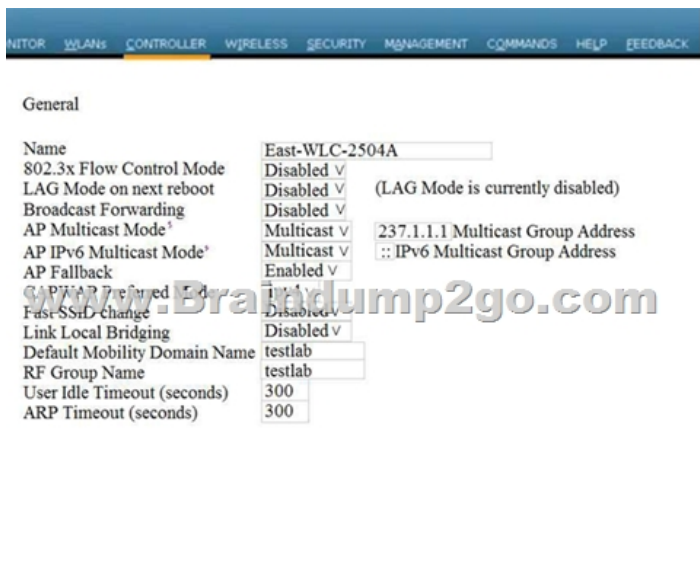 NITOR WLANs CONTROLLER WIRELESS SECURITY MANAGEMENT COMMANDS HELP FEEDBACK
General
Name East-WLC-2504A
802.3x Flow Control Mode Disabled V
LAG Mode on next reboot Disabled V (LAG Mode is currently disabled)
Broadcast Forwarding Disabled V
AP Multicast Mode⁵ Multicast V 237.1.1.1 Multicast Group Address
AP IPv6 Multicast Mode Multicast V :: IPv6 Multicast Group Address
AP Fallback Enabled V
CAPWAP Preferred Mode V
www.Braindump2go.com
Fast SSID change Disabled V
Link Local Bridging Disabled V
Default Mobility Domain Name testlab
RF Group Name testlab
User Idle Timeout (seconds) 300
ARP Timeout (seconds) 300